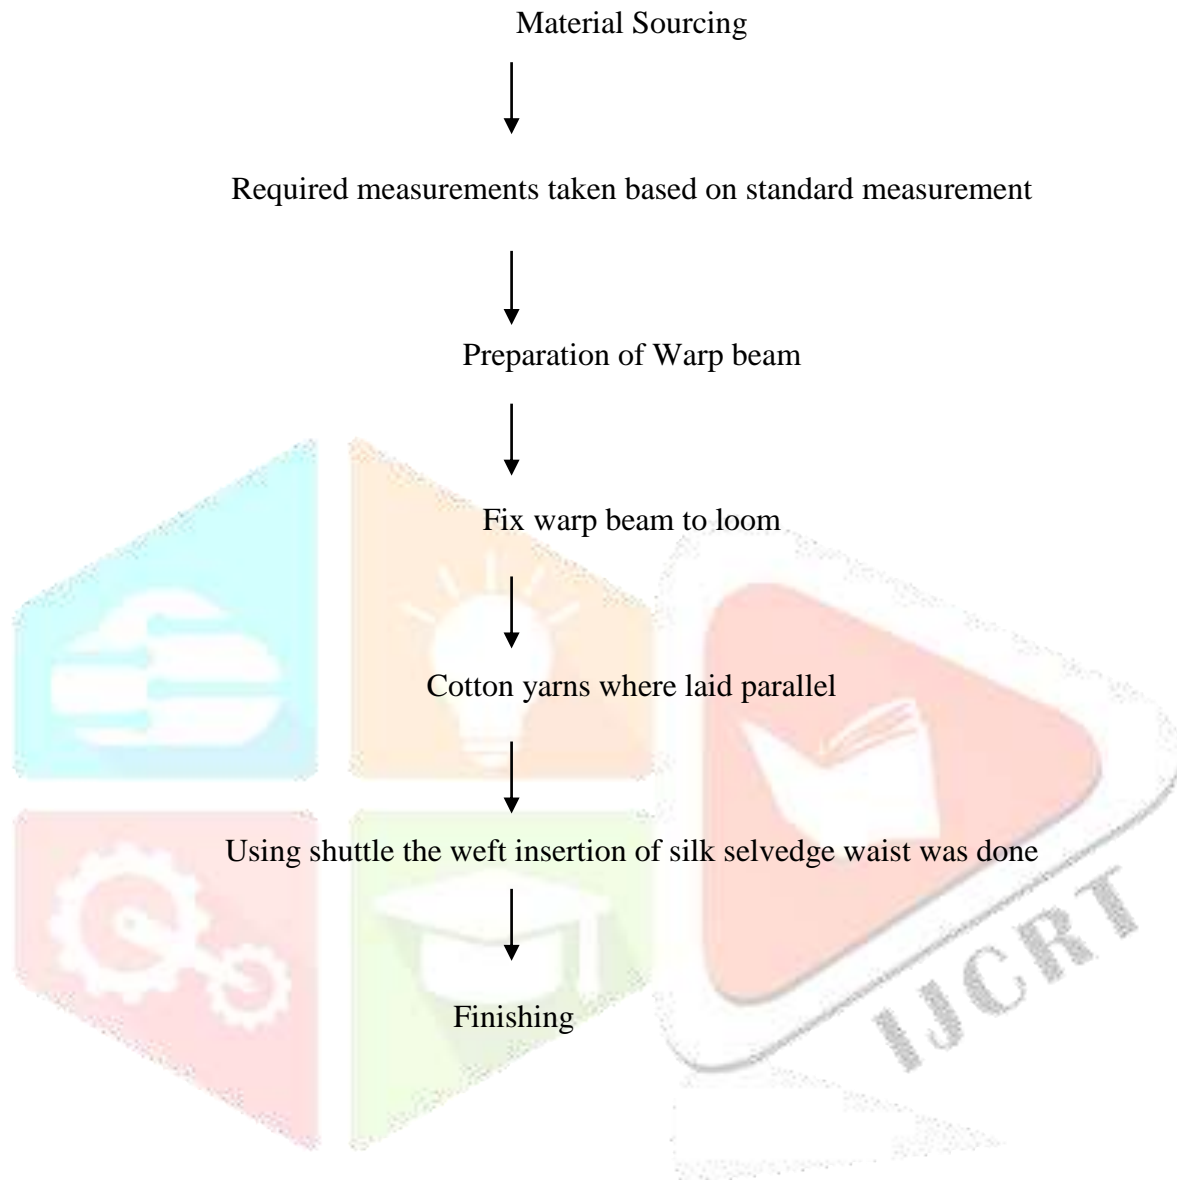 Material Sourcing
Required measurements taken based on standard measurement
Preparation of Warp beam
Fix warp beam to loom
Cotton yarns where laid parallel
Using shuttle the weft insertion of silk selvedge waist was done
Finishing
IJCRT